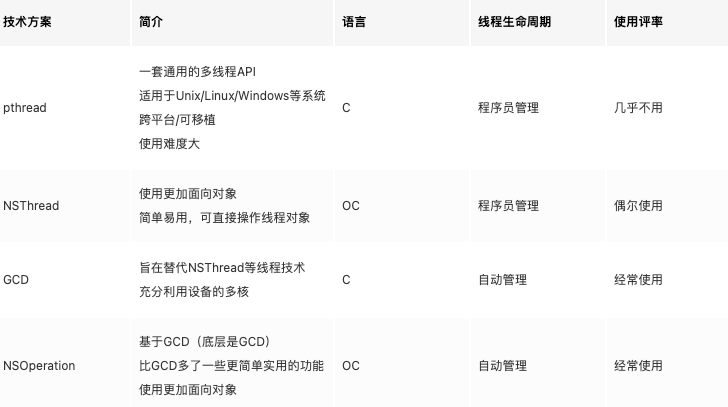 技术方案 简介 语言 线程生命周期 使用评率
一套通用的多线程API
适用于Unix/Linux/Windows等系统
pthread 跨平台/可移植 C 程序员管理 几乎不用
使用难度大
使用更加面向对象
NSThread 简单易用，可直接操作线程对象 OC 程序员管理 偶尔使用
旨在替代NSThread等线程技术
GCD 充分利用设备的多核 C 自动管理 经常使用
基于GCD（底层是GCD）
NSOperation 比GCD多了一些更简单实用的功能 OC 自动管理 经常使用
使用更加面向对象